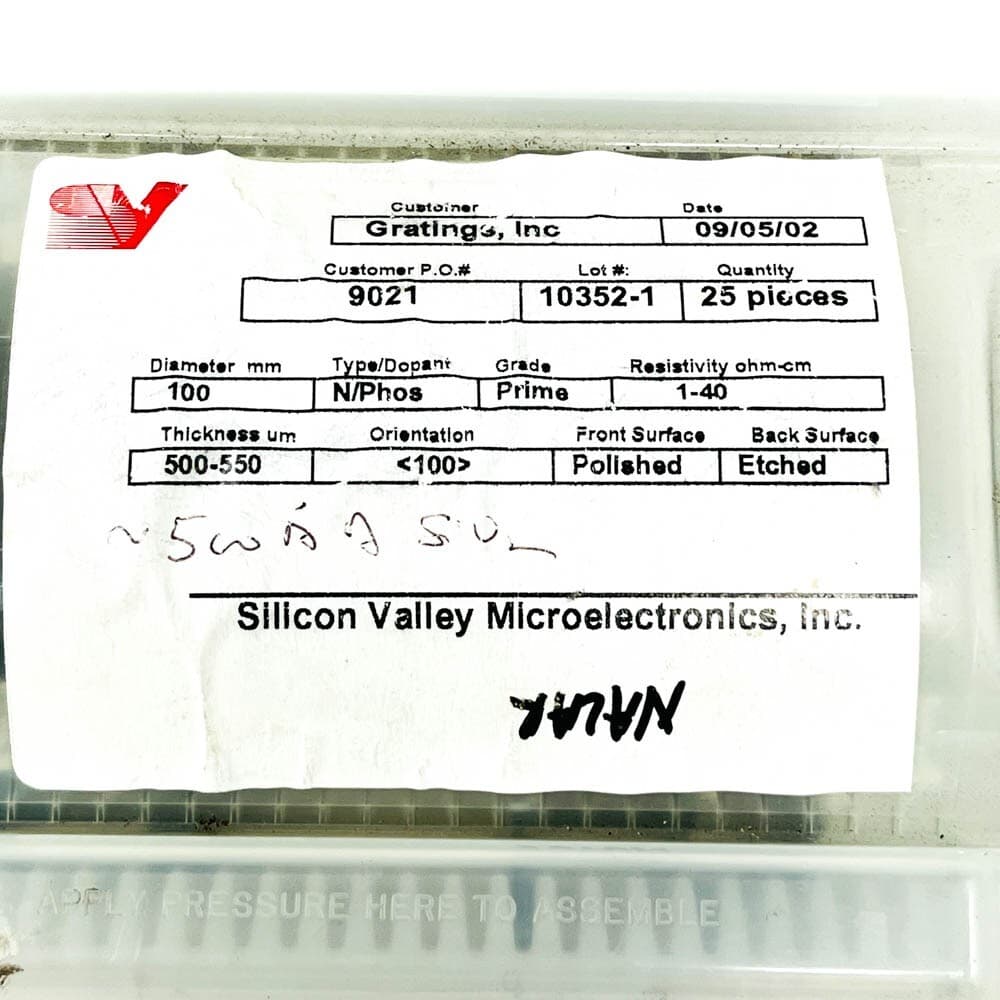 SV
Customer Date
Gratings, Inc 09/05/02
Customer P.O.# Lot #: Quantity
9021 10352-1 25 pieces
Diameter mm Type/Dopant Grade Resistivity ohm-cm
100 N/Phos Prime 1-40
Thickness um Orientation Front Surface Back Surface
500-550 <100> Polished Etched
~500 Å
Silicon Valley Microelectronics, Inc.
APPLY PRESSURE HERE TO ASSEMBLE